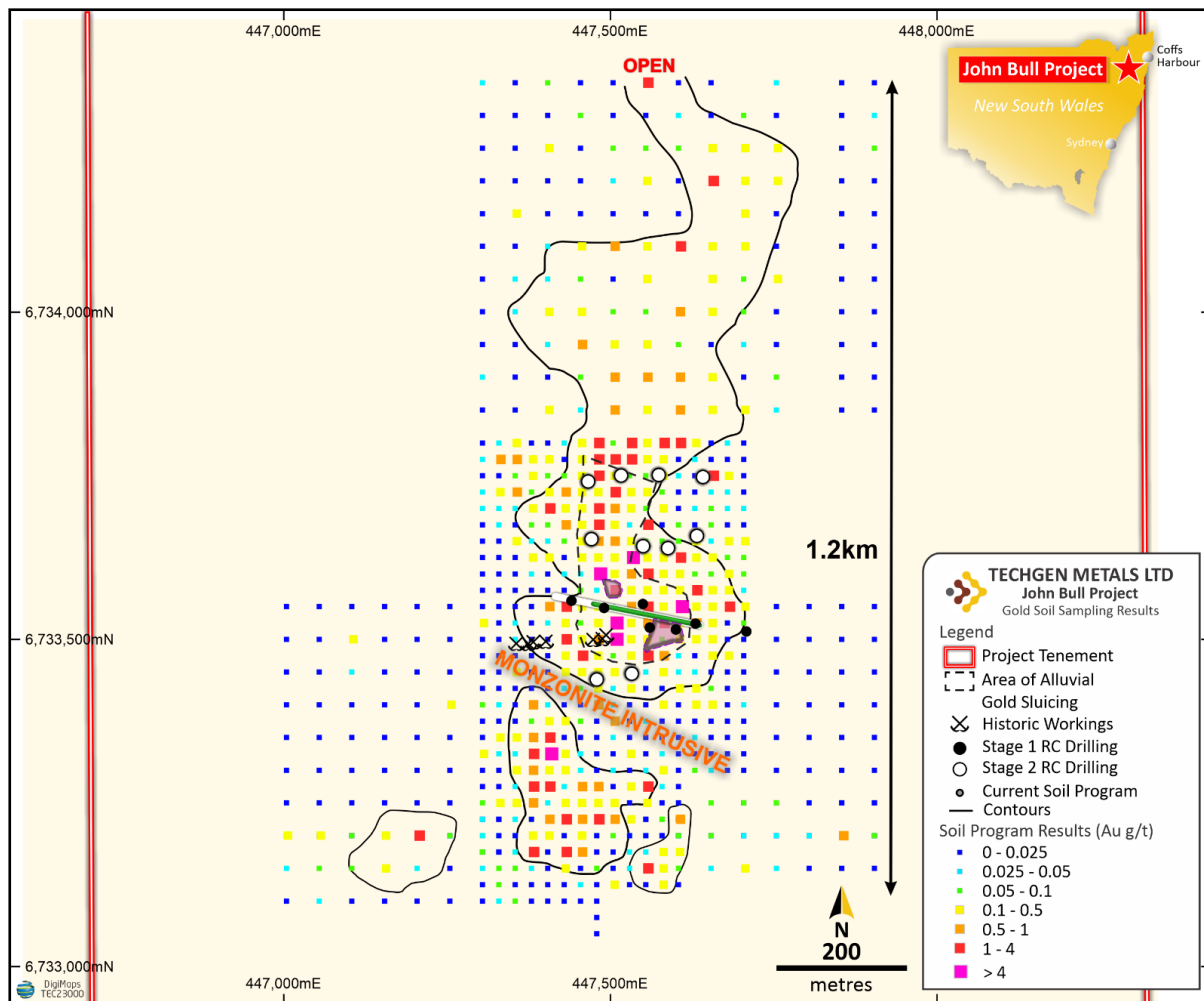 447,000mE
447,500mE
448,000mE
OPEN
John Bull Project
Coffs
Harbour
New South Wales
Sydney
6,734,000mN
1.2km
6,733,500mN
MONZONITE INTRUSIVE
6,733,000mN
TECHGEN METALS LTD
John Bull Project
Gold Soil Sampling Results
Legend
Project Tenement
Area of Alluvial
Gold Sluicing
Historic Workings
Stage 1 RC Drilling
Stage 2 RC Drilling
Current Soil Program
Contours
Soil Program Results (Au g/t)
0 - 0.025
0.025 - 0.05
0.05 - 0.1
0.1 - 0.5
0.5 - 1
1 - 4
> 4
N
200
metres
DigiMaps
TEC23000
447,000mE
447,500mE